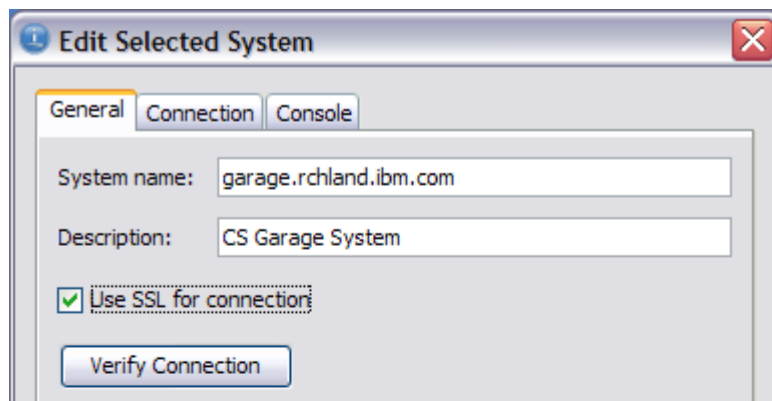 Edit Selected System
General Connection Console
System name: garage.rchland.ibm.com
Description: CS Garage System
Use SSL for connection
Verify Connection